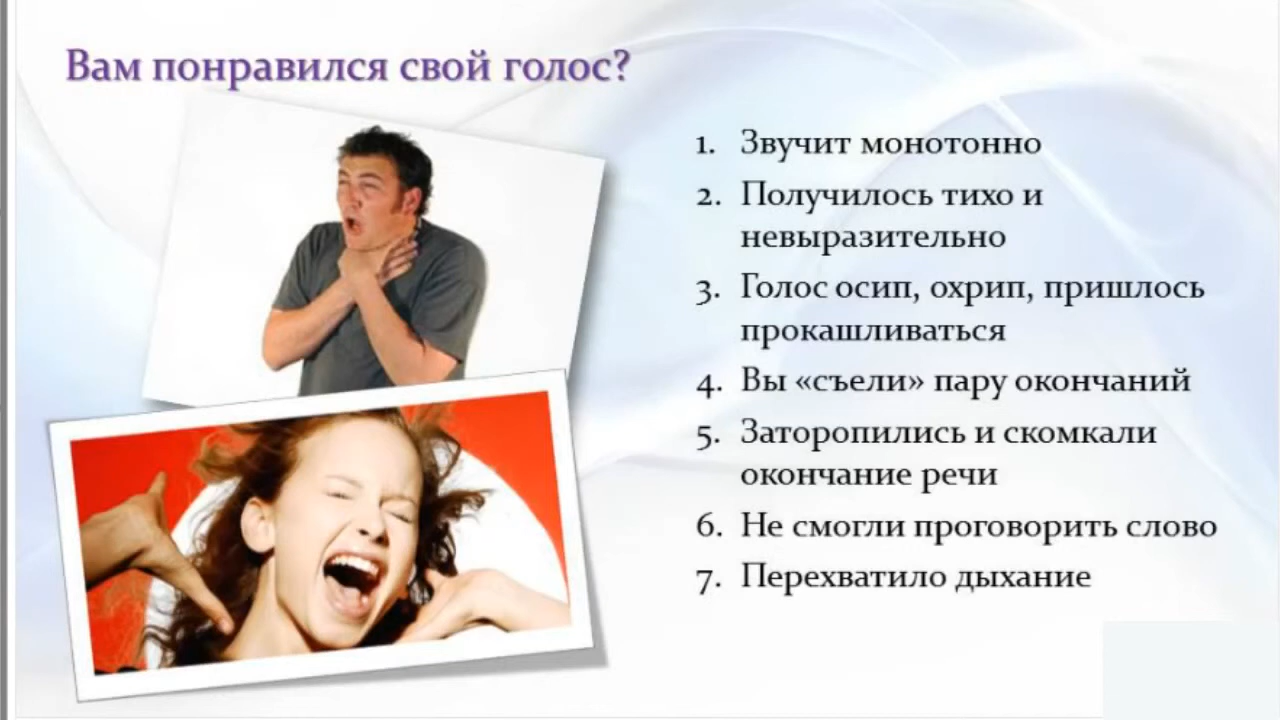 Вам понравился свой голос?
1. Звучит монотонно
2. Получилось тихо и
невыразительно
3. Голос осип, охрип, пришлось
прокашливаться
4. Вы «съели» пару окончаний
5. Заторопились и скомкали
окончание речи
6. Не смогли проговорить слово
7. Перехватило дыхание